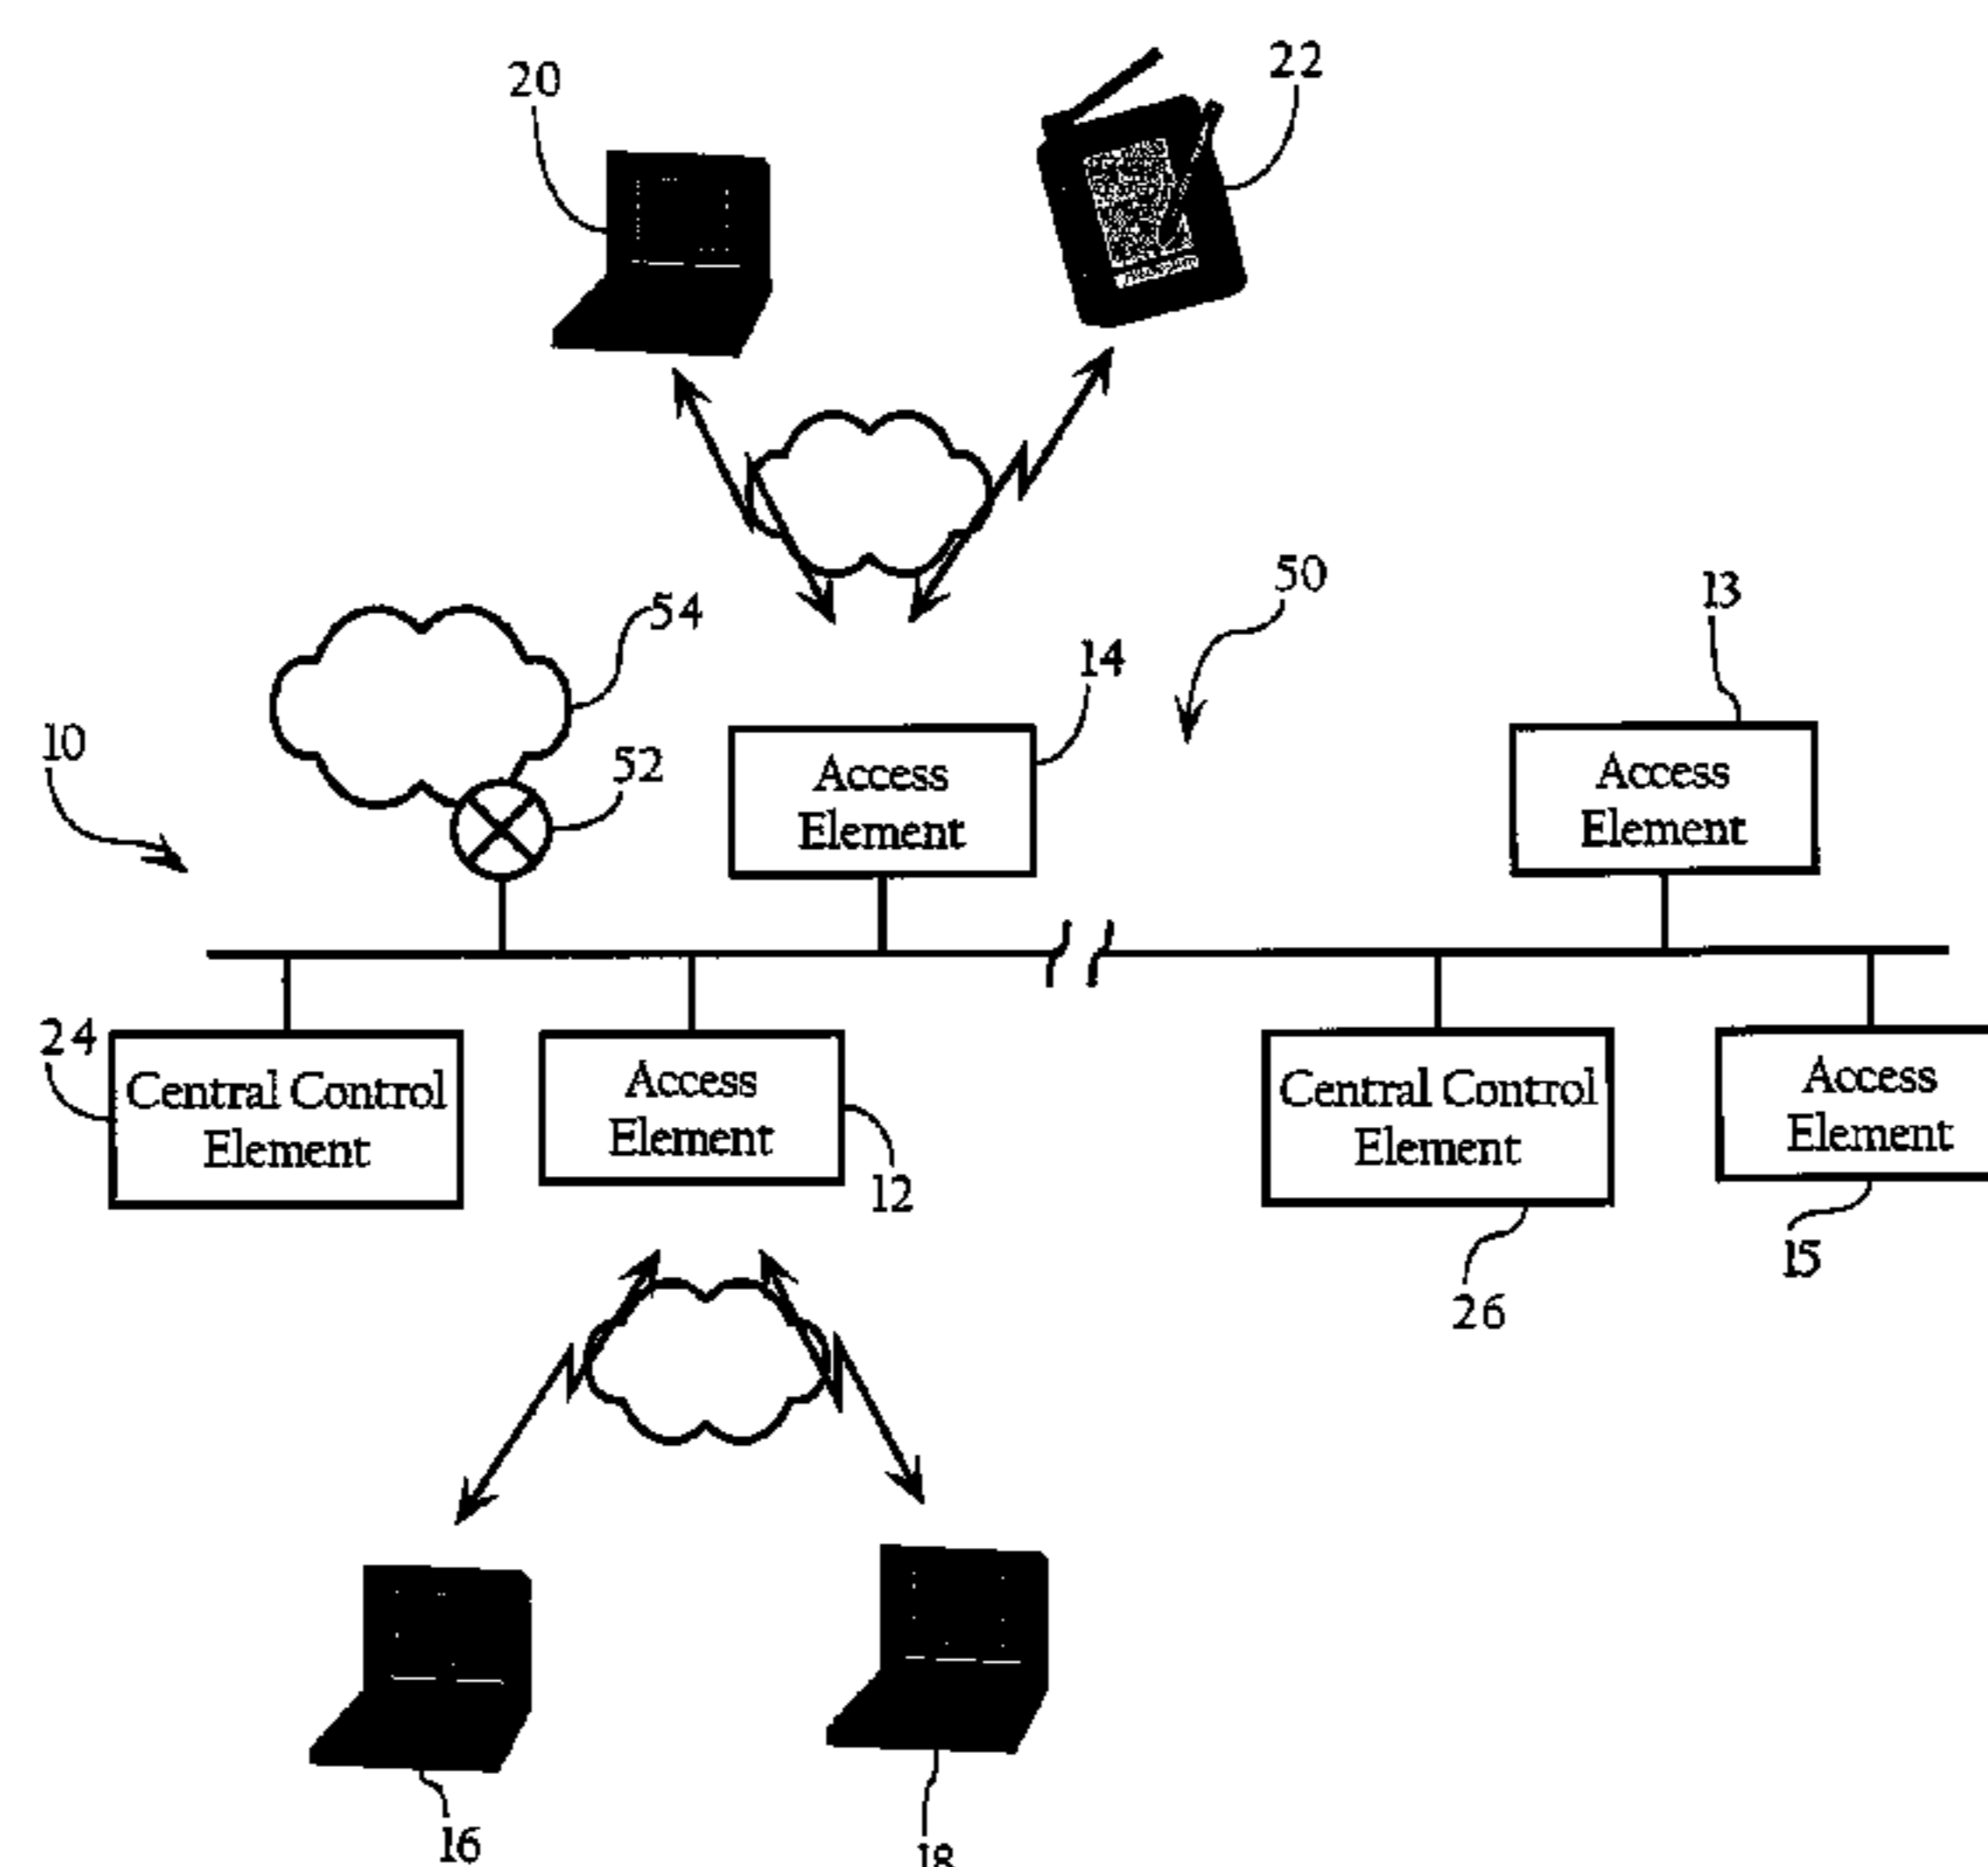 20
22
54
50
13
14
10
52
Access
Element
Access
Element
24
Central Control
Element
Access
Element
12
Central Control
Element
26
Access
Element
15
16
18